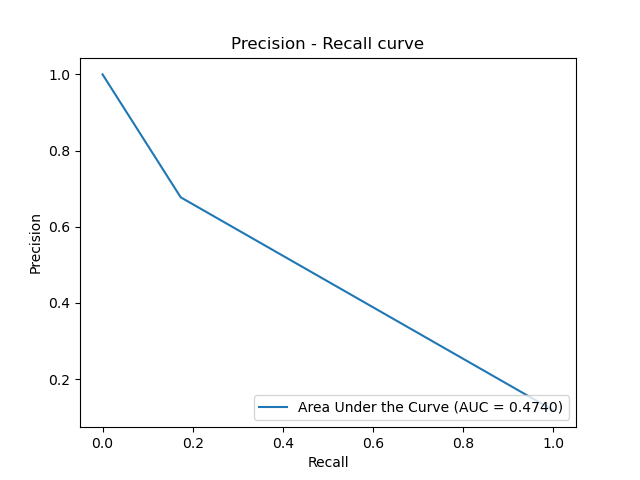 Precision - Recall curve
1.0
0.8
0.6
0.4
0.2
Precision
Area Under the Curve (AUC = 0.4740)
0.0 0.2 0.4 0.6 0.8 1.0
Recall